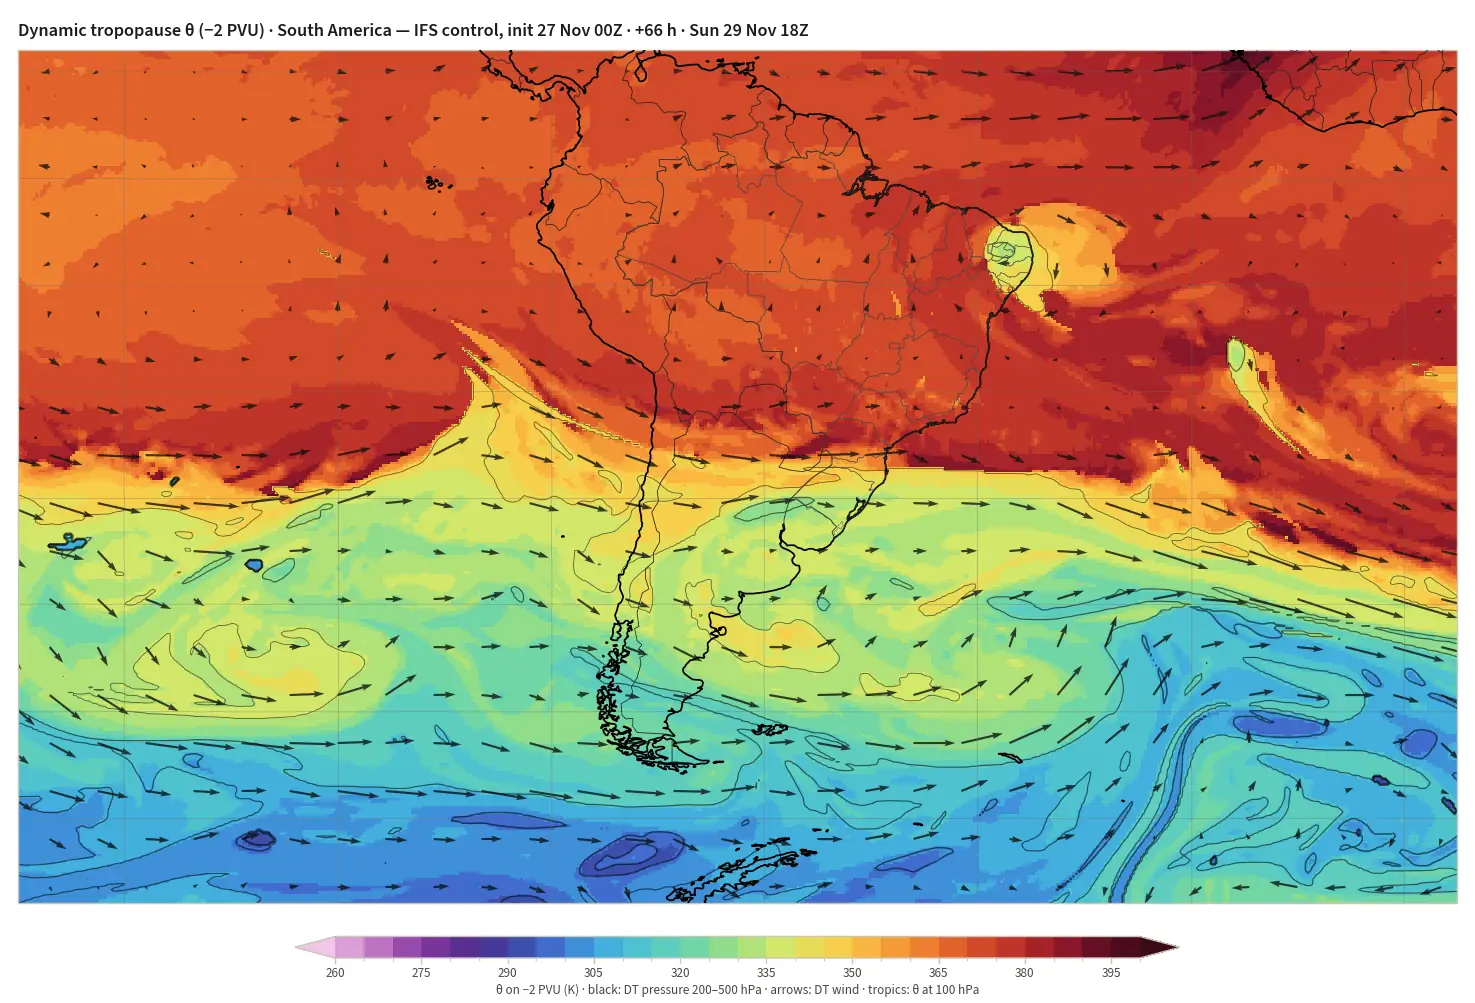 Dynamic tropopause θ (−2 PVU) · South America — IFS control, init 27 Nov 00Z · +66 h · Sun 29 Nov 18Z
260 275 290 305 320 335 350 365 380 395
θ on −2 PVU (K) · black: DT pressure 200–500 hPa · arrows: DT wind · tropics: θ at 100 hPa